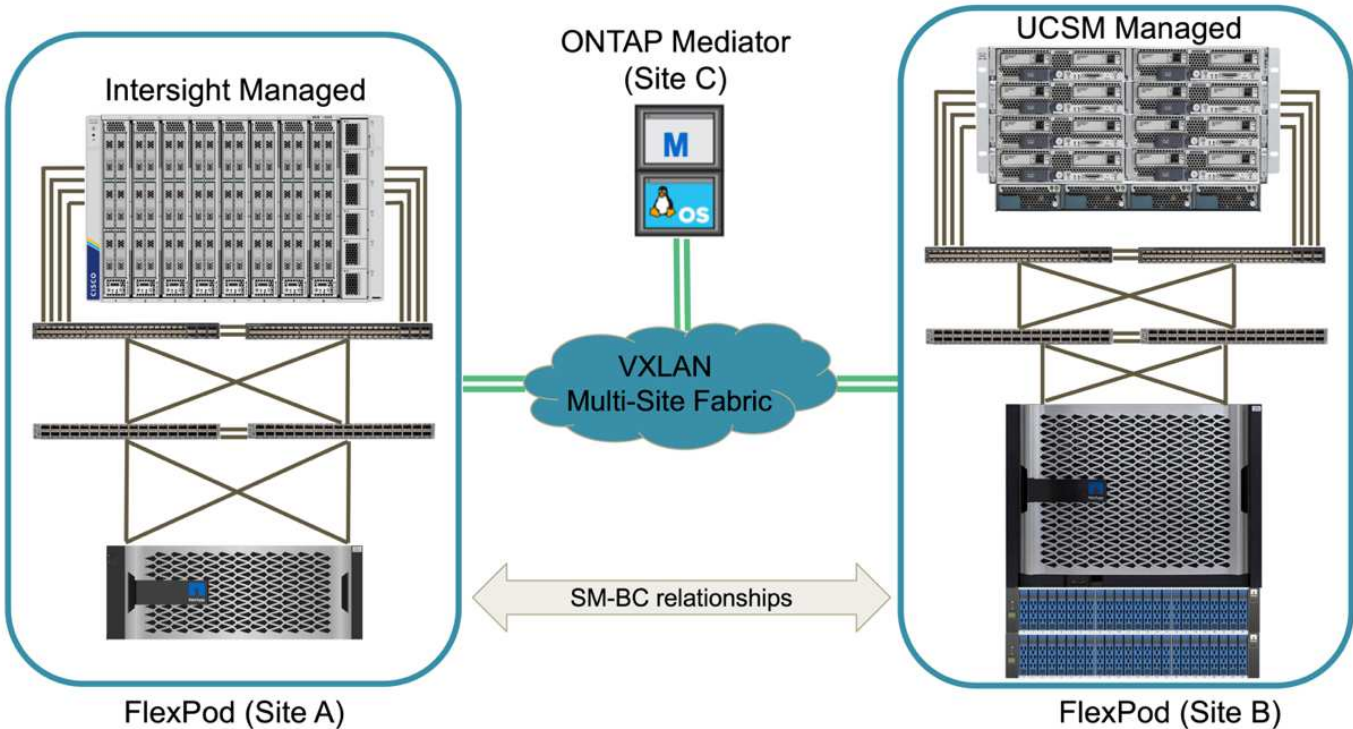 Intersight Managed
ONTAP Mediator
(Site C)
UCSM Managed
M
OS
CISCO
VXLAN
Multi-Site Fabric
SM-BC relationships
FlexPod (Site A)
FlexPod (Site B)